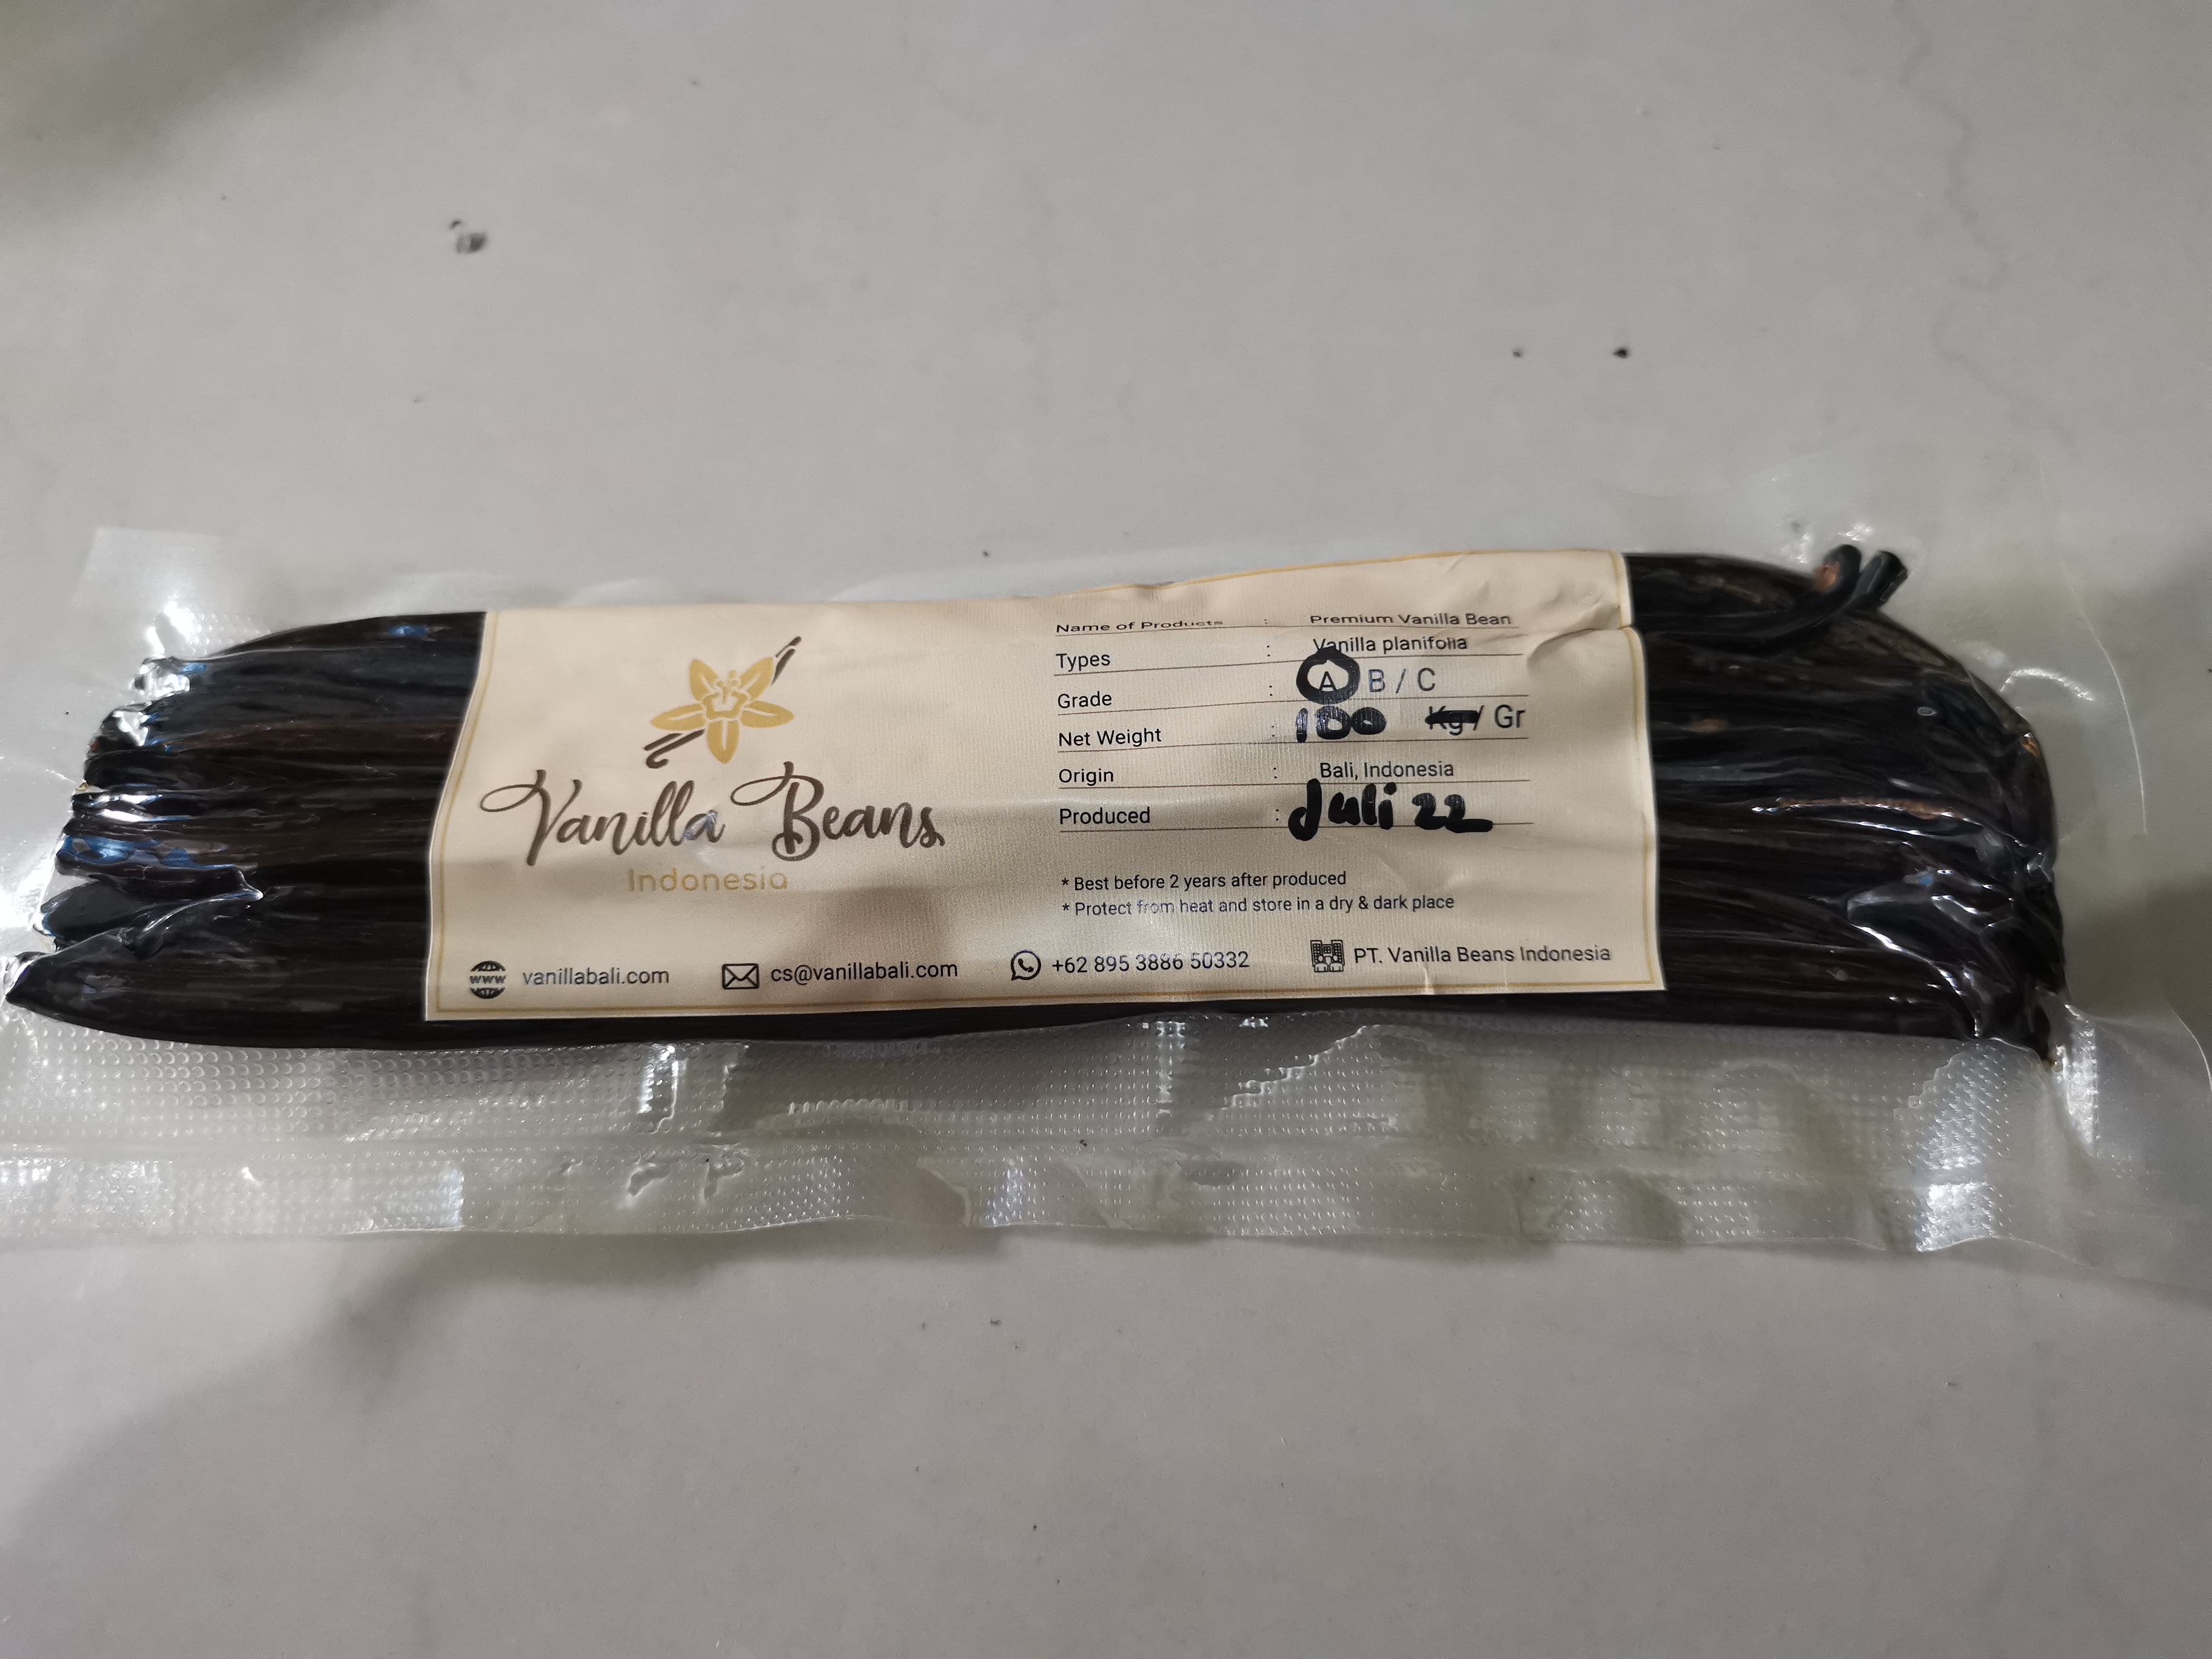 Vanilla Beans
Indonesia
Name of Products : Premium Vanilla Bean
Types : Vanilla planifolia
Grade : A B / C
Net Weight : 100 Kg / Gr
Origin : Bali, Indonesia
Produced : Juli 22
* Best before 2 years after produced
* Protect from heat and store in a dry & dark place
www vanillabali.com cs@vanillabali.com +62 895 3886 50332 PT. Vanilla Beans Indonesia